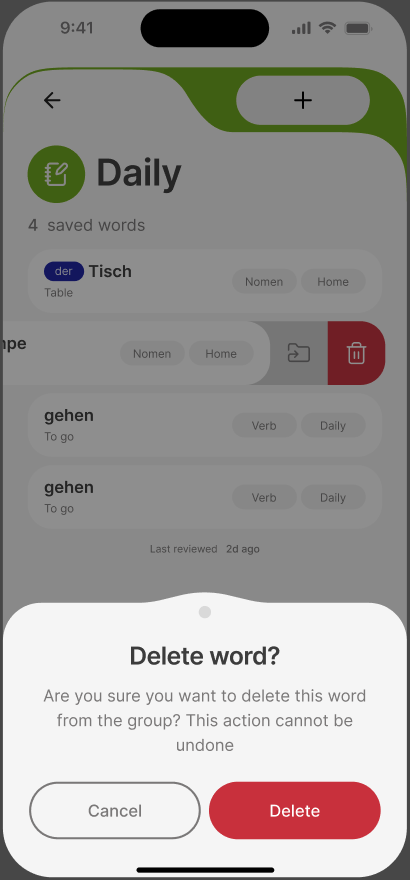 9:41
Daily
4 saved words
der Tisch
Nomen Home
Table
Nomen Home
gehen
Verb Daily
To go
gehen
Verb Daily
To go
Last reviewed 2d ago
Delete word?
Are you sure you want to delete this word
from the group? This action cannot be
undone
Cancel Delete